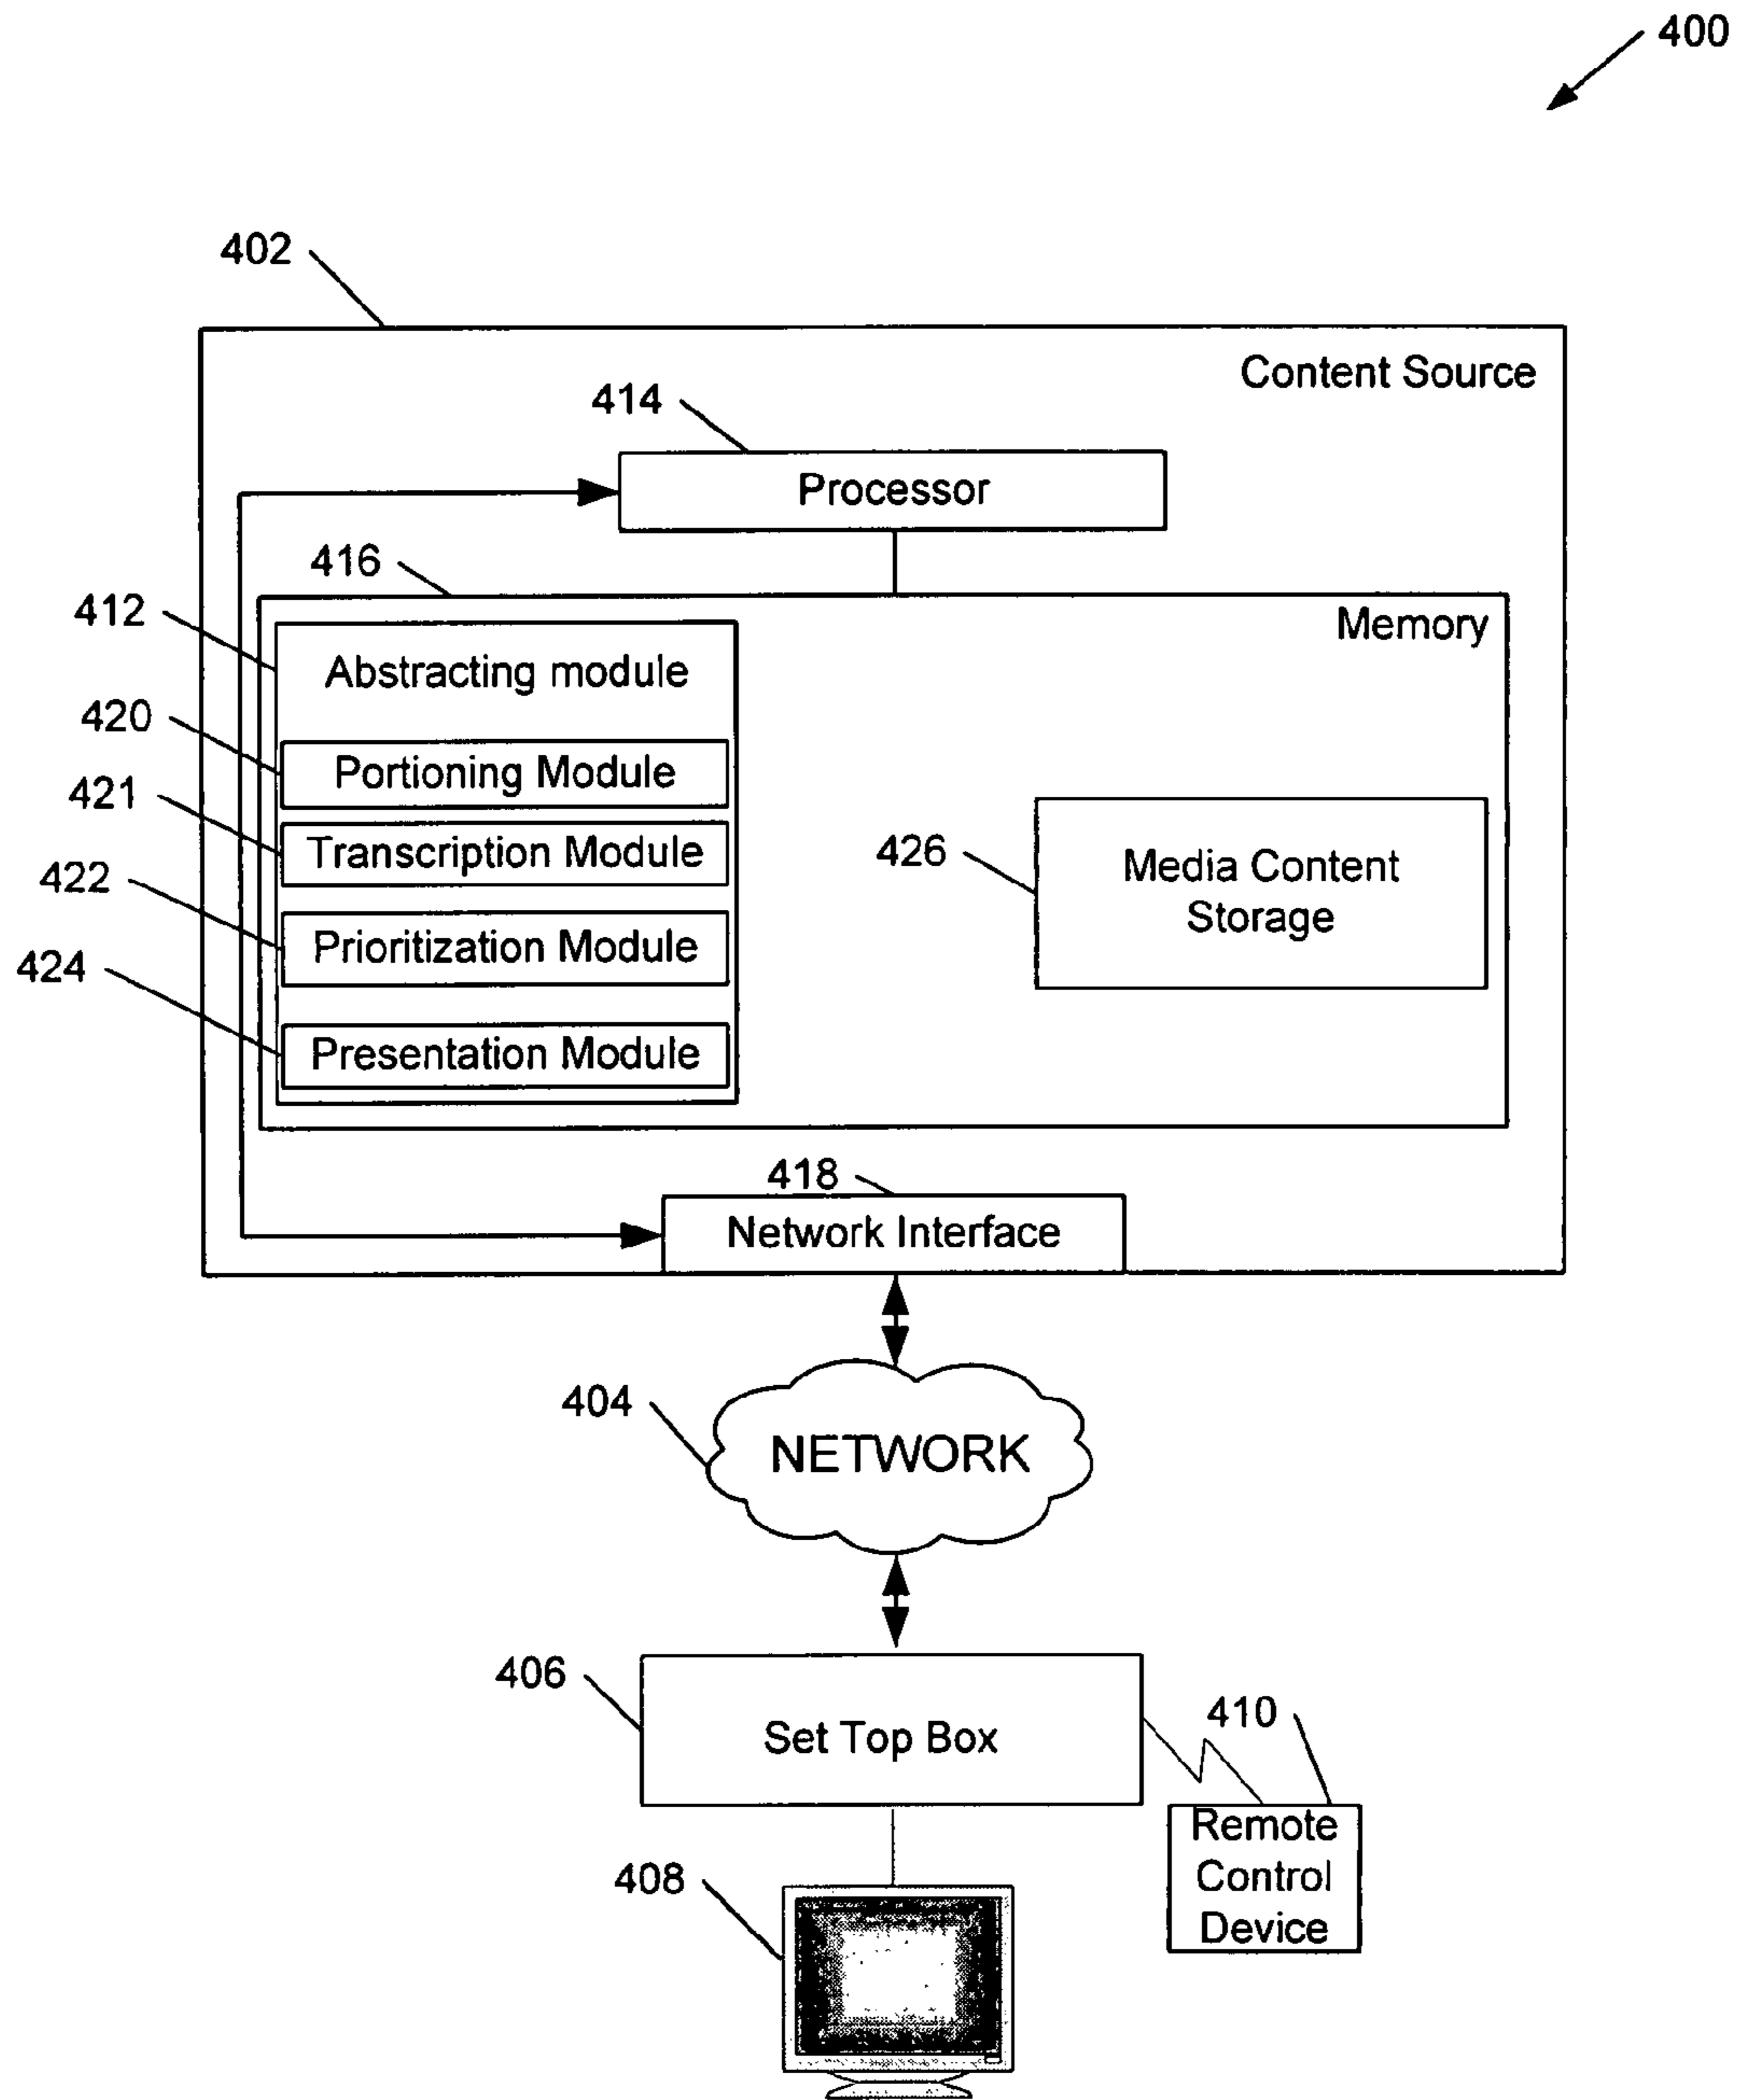 400
402
Content Source
414
Processor
416
Memory
412
Abstracting module
420
Portioning Module
421
Transcription Module
422
Prioritization Module
424
Presentation Module
426
Media Content
Storage
418
Network Interface
404
NETWORK
406
Set Top Box
410
Remote
Control
Device
408